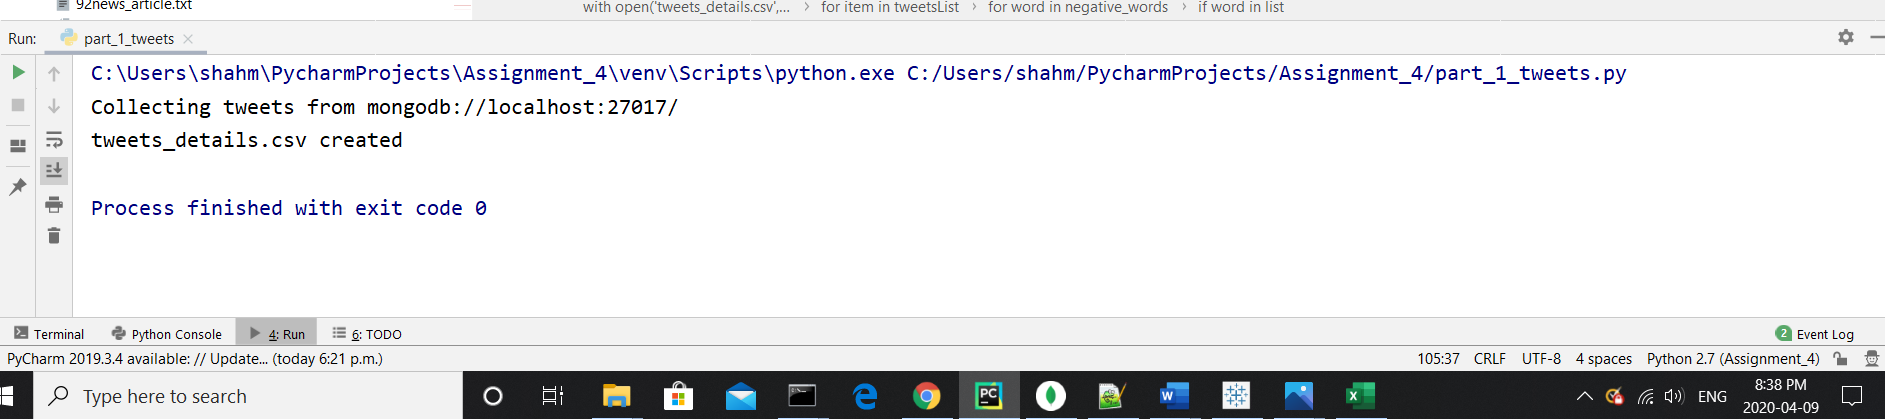 92news_article.txt
with open('tweets_details.csv',... › for item in tweetsList › for word in negative_words › if word in list
Run: part_1_tweets
C:\Users\shahm\PycharmProjects\Assignment_4\venv\Scripts\python.exe C:/Users/shahm/PycharmProjects/Assignment_4/part_1_tweets.py
Collecting tweets from mongodb://localhost:27017/
tweets_details.csv created
Process finished with exit code 0
Terminal Python Console 4: Run 6: TODO 2 Event Log
PyCharm 2019.3.4 available: // Update... (today 6:21 p.m.) 105:37 CRLF UTF-8 4 spaces Python 2.7 (Assignment_4)
Type here to search PC W X ENG 8:38 PM
2020-04-09